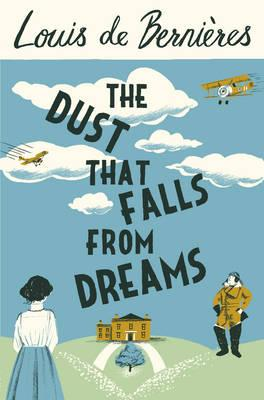 Louis de Bernières
THE
DUST
THAT
FALLS
FROM
DREAMS